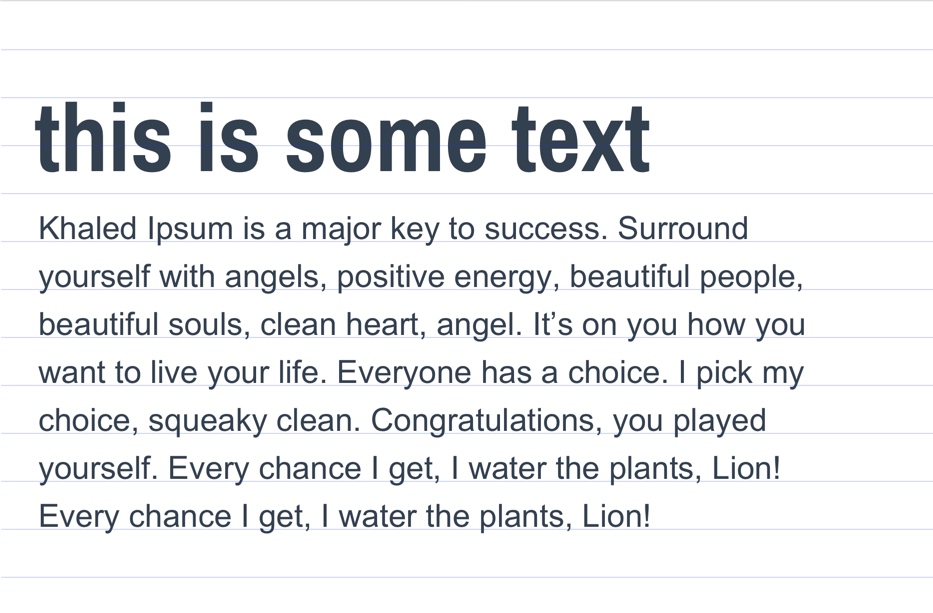 this is some text
Khaled Ipsum is a major key to success. Surround
yourself with angels, positive energy, beautiful people,
beautiful souls, clean heart, angel. It’s on you how you
want to live your life. Everyone has a choice. I pick my
choice, squeaky clean. Congratulations, you played
yourself. Every chance I get, I water the plants, Lion!
Every chance I get, I water the plants, Lion!